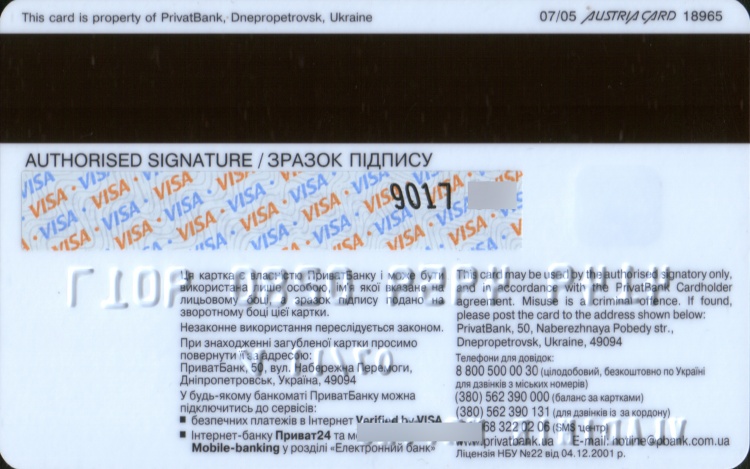 This card is property of PrivatBank, Dnepropetrovsk, Ukraine
07/05 AUSTRIA CARD 18965
AUTHORISED SIGNATURE / ЗРАЗОК ПІДПИСУ
VISA
9017
Ця картка є власністю ПриватБанку і може бути
використана лише особою, ім'я якої вказане на
лицьовому боці, і зразок підпису подано на
зворотному боці цієї картки.
Незаконне використання переслідується законом.
При знаходженні загубленої картки просимо
повернути її за адресою:
ПриватБанк, 50, вул. Набережна Перемоги,
Дніпропетровськ, Україна, 49094
У будь-якому банкоматі ПриватБанку можна
підключитись до сервісів:
■ безпечних платежів в Інтернет Verified by VISA
■ Інтернет-банку Приват24 та
Mobile-banking у розділі «Електронний банк»
This card may be used by the authorised signatory only,
and in accordance with the PrivatBank Cardholder
agreement. Misuse is a criminal offence. If found,
please post the card to the address shown below:
PrivatBank, 50, Naberezhnaya Pobedy str.,
Dnepropetrovsk, Ukraine, 49094
Телефони для довідок:
8 800 500 00 30 (цілодобовий, безкоштовно по Україні
для дзвінків з міських номерів)
(380) 562 390 000 (баланс за картками)
(380) 562 390 131 (для дзвінків із за кордону)
68 322 02 06 (SMS центр)
www.privatbank.ua E-mail: hotline@pbank.com.ua
Ліцензія НБУ №22 від 04.12.2001 р.